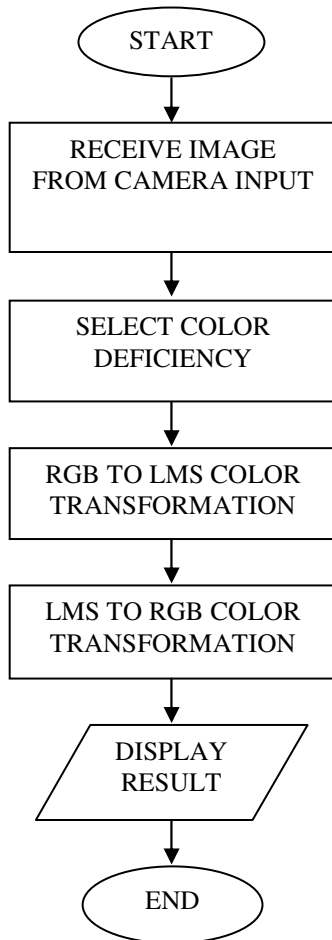 START
RECEIVE IMAGE
FROM CAMERA INPUT
SELECT COLOR
DEFICIENCY
RGB TO LMS COLOR
TRANSFORMATION
LMS TO RGB COLOR
TRANSFORMATION
DISPLAY
RESULT
END